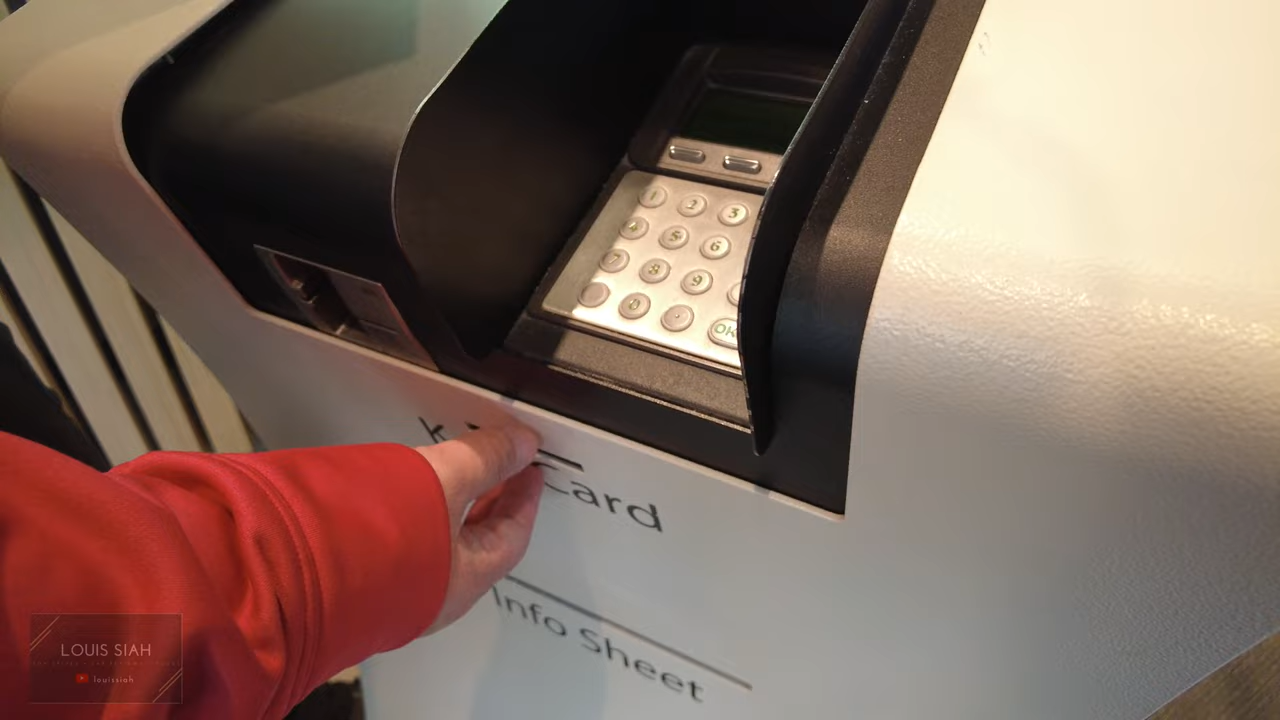 1 2 3
4 5 6
7 8 9
0 . OK
k
Card
Info Sheet
LOUIS SIAH
louissiah